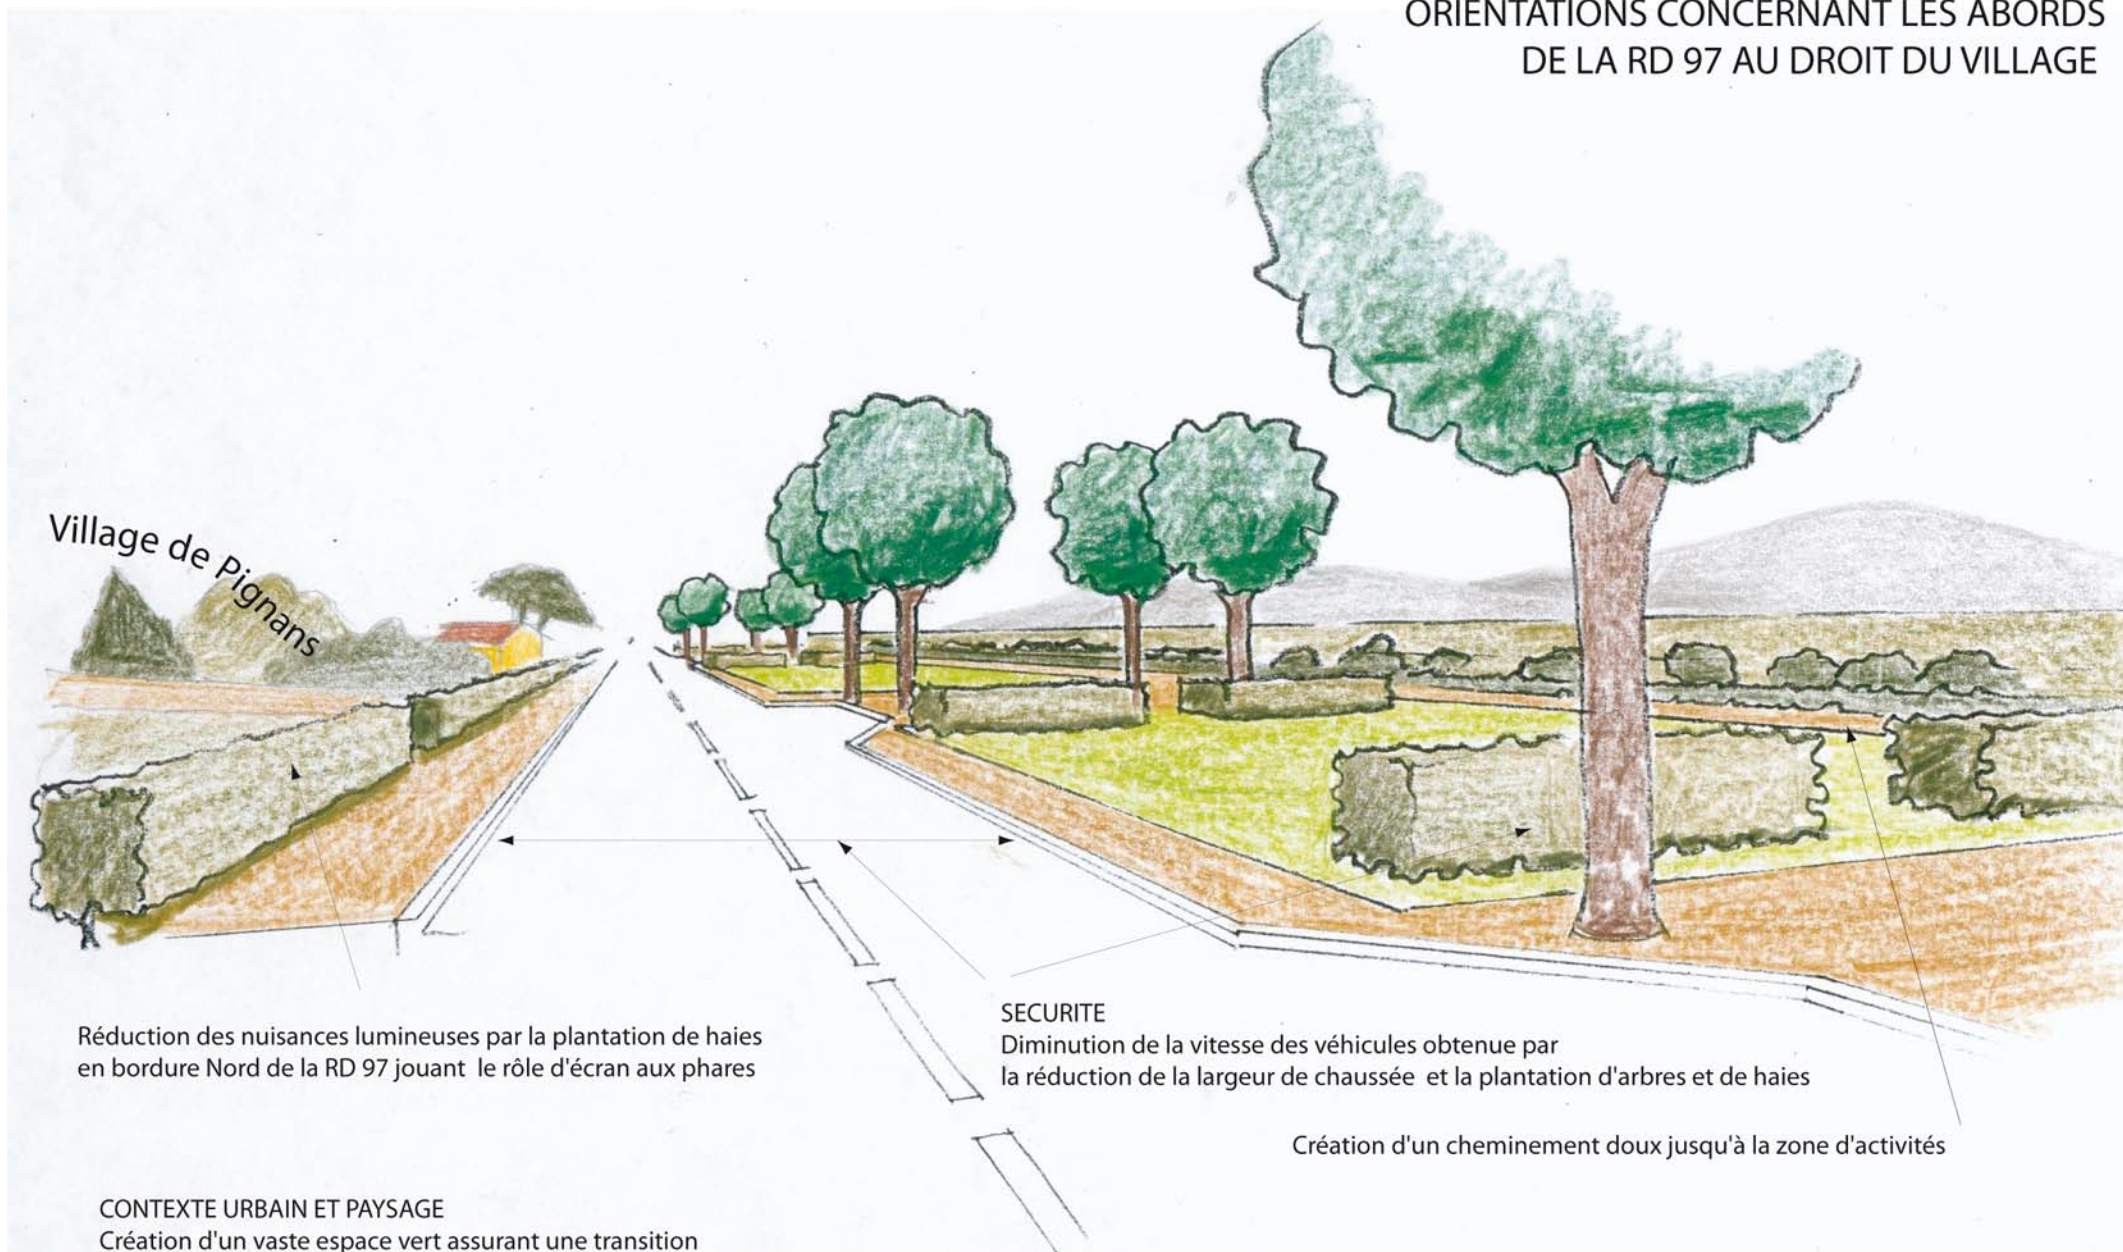 ORIENTATIONS CONCERNANT LES ABORDS
DE LA RD 97 AU DROIT DU VILLAGE
Village de Pignans
Réduction des nuisances lumineuses par la plantation de haies
en bordure Nord de la RD 97 jouant le rôle d'écran aux phares
SECURITE
Diminution de la vitesse des véhicules obtenue par
la réduction de la largeur de chaussée et la plantation d'arbres et de haies
Création d'un cheminement doux jusqu'à la zone d'activités
CONTEXTE URBAIN ET PAYSAGE
Création d'un vaste espace vert assurant une transition